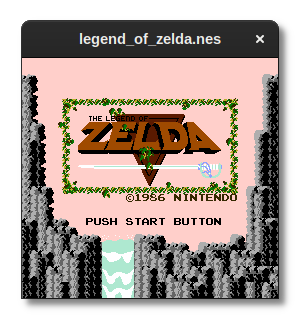 legend_of_zelda.nes
THE LEGEND OF
ZELDA
©1986 NINTENDO
PUSH START BUTTON